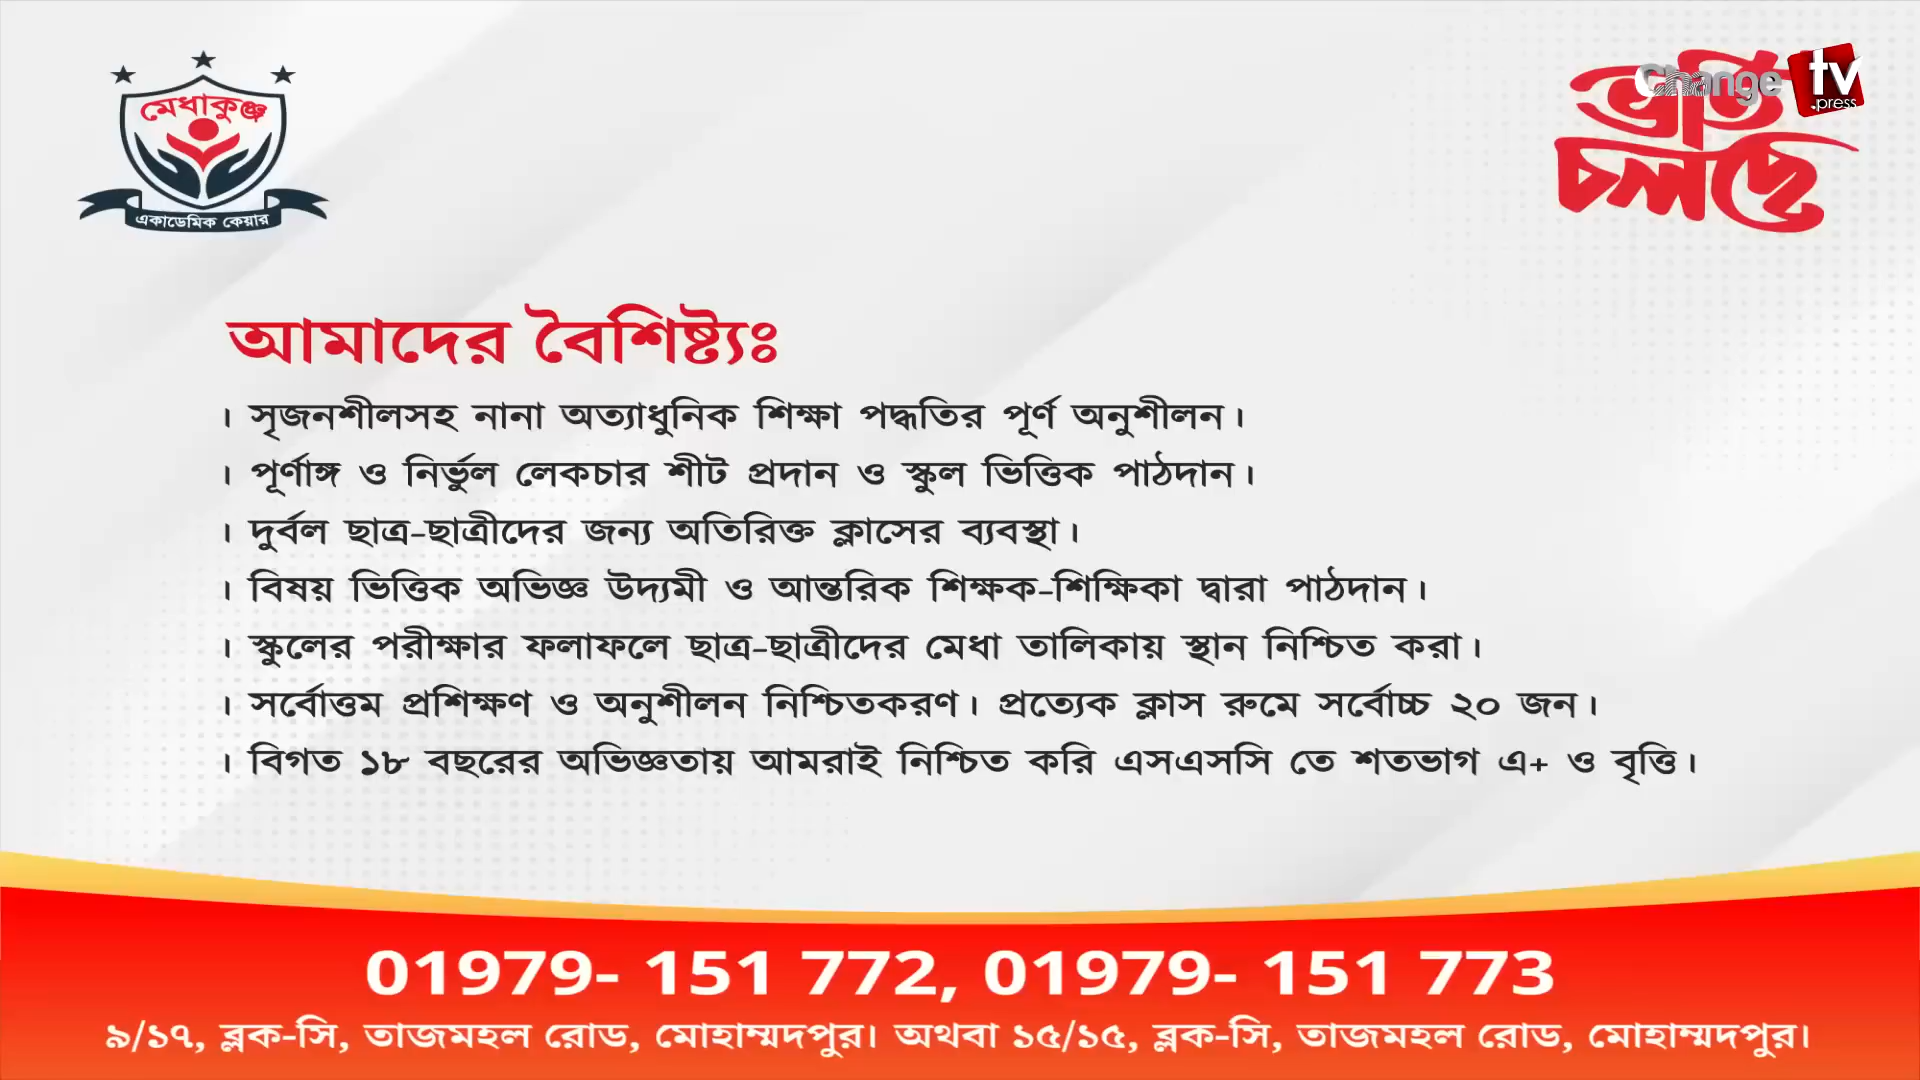 মেধাকুঞ্জ
একাডেমিক কেয়ার
ভর্তি
চলছে
Change tv
.press
আমাদের বৈশিষ্ট্যঃ
। সৃজনশীলসহ নানা অত্যাধুনিক শিক্ষা পদ্ধতির পূর্ণ অনুশীলন।
। পূর্ণাঙ্গ ও নির্ভুল লেকচার শীট প্রদান ও স্কুল ভিত্তিক পাঠদান।
। দুর্বল ছাত্র-ছাত্রীদের জন্য অতিরিক্ত ক্লাসের ব্যবস্থা।
। বিষয় ভিত্তিক অভিজ্ঞ উদ্যমী ও আন্তরিক শিক্ষক-শিক্ষিকা দ্বারা পাঠদান।
। স্কুলের পরীক্ষার ফলাফলে ছাত্র-ছাত্রীদের মেধা তালিকায় স্থান নিশ্চিত করা।
। সর্বোত্তম প্রশিক্ষণ ও অনুশীলন নিশ্চিতকরণ। প্রত্যেক ক্লাস রুমে সর্বোচ্চ ২০ জন।
। বিগত ১৮ বছরের অভিজ্ঞতায় আমরাই নিশ্চিত করি এসএসসি তে শতভাগ এ+ ও বৃত্তি।
01979- 151 772, 01979- 151 773
৯/১৭, ব্লক-সি, তাজমহল রোড, মোহাম্মদপুর। অথবা ১৫/১৫, ব্লক-সি, তাজমহল রোড, মোহাম্মদপুর।